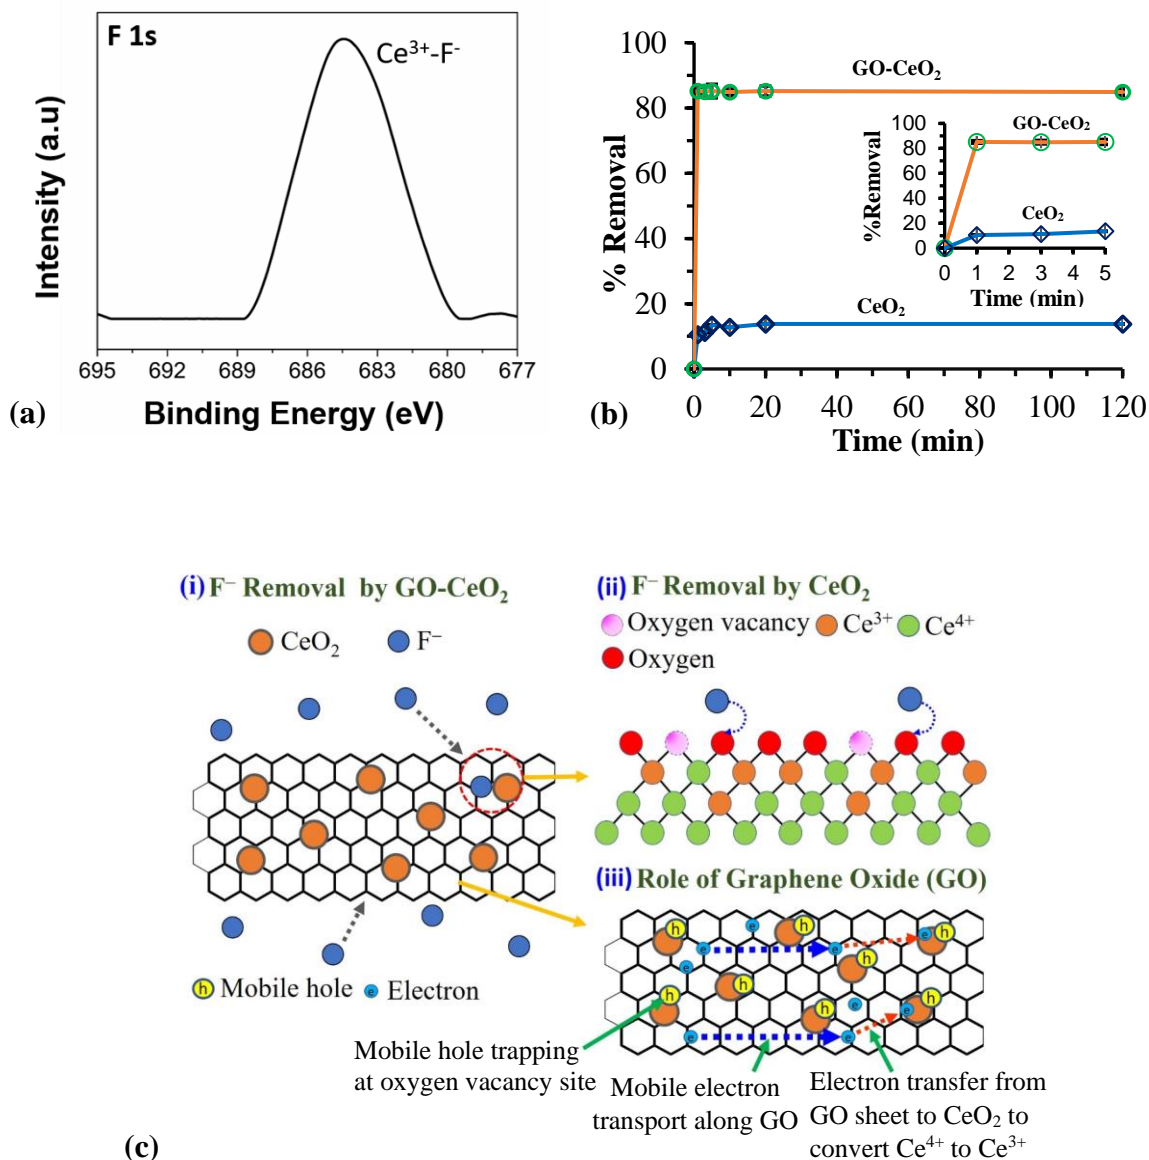 F 1s
Ce³⁺-F⁻
Intensity (a.u)
695 692 689 686 683 680 677
Binding Energy (eV)
(a)
100
80
60
40
20
0
% Removal
GO-CeO₂
CeO₂
0 20 40 60 80 100 120
Time (min)
100
80
60
40
20
0
%Removal
GO-CeO₂
CeO₂
0 1 2 3 4 5
Time (min)
(b)
(i) F⁻ Removal by GO-CeO₂
CeO₂ F⁻
(ii) F⁻ Removal by CeO₂
Oxygen vacancy Ce³⁺ Ce⁴⁺
Oxygen
(iii) Role of Graphene Oxide (GO)
h h h h h h h h
e e e e e e e e e
h Mobile hole e Electron
Mobile hole trapping
at oxygen vacancy site
Mobile electron
transport along GO
Electron transfer from
GO sheet to CeO₂ to
convert Ce⁴⁺ to Ce³⁺
(c)